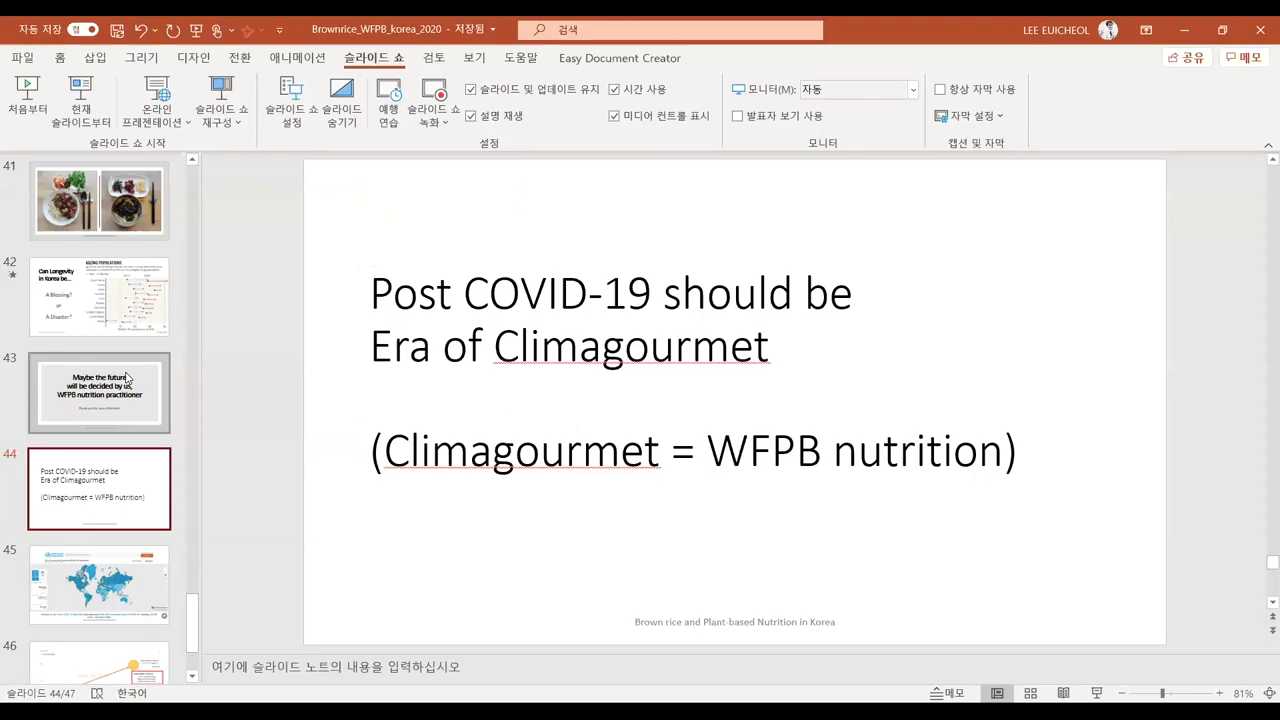 자동 저장 켬 Brownrice_WFPB_korea_2020 - 저장됨 검색 LEE EUICHEOL
파일 홈 삽입 그리기 디자인 전환 애니메이션 슬라이드 쇼 검토 보기 도움말 Easy Document Creator 공유 메모
처음부터
현재 슬라이드부터
온라인 프레젠테이션
슬라이드 쇼 재구성
슬라이드 쇼 설정
슬라이드 숨기기
예행 연습
슬라이드 쇼 녹화
슬라이드 및 업데이트 유지 시간 사용
설명 재생 미디어 컨트롤 표시
모니터(M): 자동
발표자 보기 사용
항상 자막 사용
자막 설정
슬라이드 쇼 시작 설정 모니터 캡션 및 자막
41
42
Can Longevity
in Korea be...
A Blessing?
or
A Disaster?
AGEING POPULATIONS
43
Maybe the future
will be decided by us,
WFPB nutrition practitioner
44
Post COVID-19 should be
Era of Climagourmet
(Climagourmet = WFPB nutrition)
45
46
Post COVID-19 should be
Era of Climagourmet
(Climagourmet = WFPB nutrition)
Brown rice and Plant-based Nutrition in Korea
여기에 슬라이드 노트의 내용을 입력하십시오
슬라이드 44/47 한국어 메모 81%